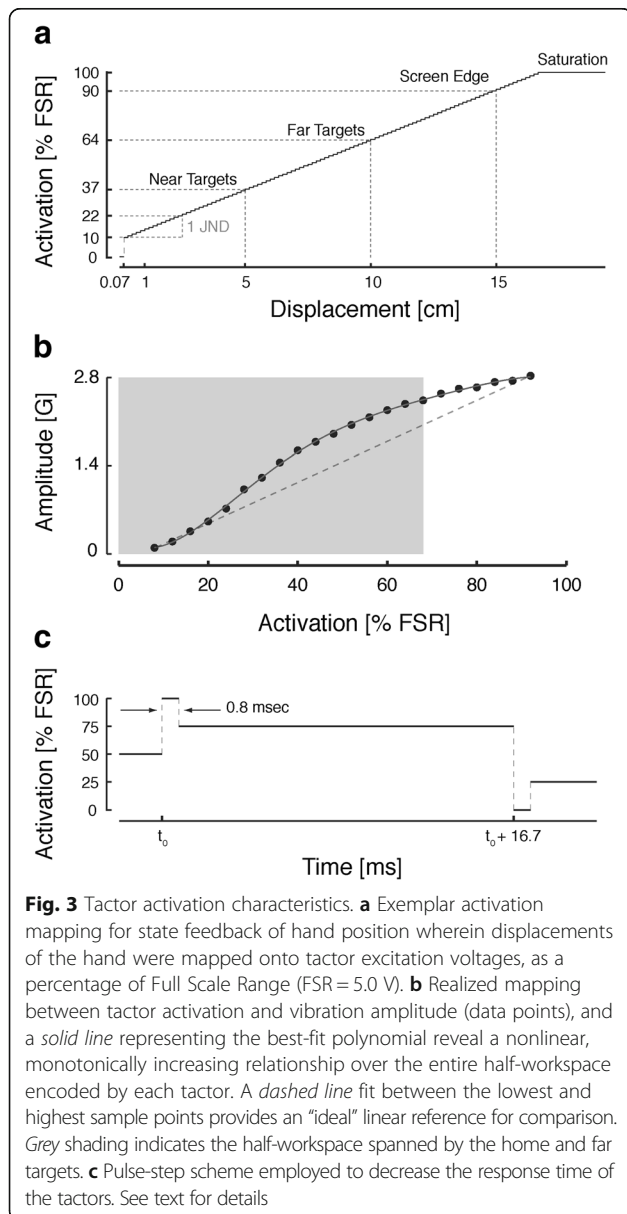 a
Saturation
Screen Edge
Far Targets
Near Targets
1 JND
Activation [% FSR]
100
90
64
37
22
10
0
0.07 1 5 10 15
Displacement [cm]
b
Amplitude [G]
2.8
1.4
0
0 20 40 60 80 100
Activation [% FSR]
c
Activation [% FSR]
100
75
50
25
0
0.8 msec
t₀ t₀ + 16.7
Time [ms]
Fig. 3 Tactor activation characteristics. a Exemplar activation
mapping for state feedback of hand position wherein displacements
of the hand were mapped onto tactor excitation voltages, as a
percentage of Full Scale Range (FSR = 5.0 V). b Realized mapping
between tactor activation and vibration amplitude (data points), and
a solid line representing the best-fit polynomial reveal a nonlinear,
monotonically increasing relationship over the entire half-workspace
encoded by each tactor. A dashed line fit between the lowest and
highest sample points provides an “ideal” linear reference for comparison.
Grey shading indicates the half-workspace spanned by the home and far
targets. c Pulse-step scheme employed to decrease the response time of
the tactors. See text for details